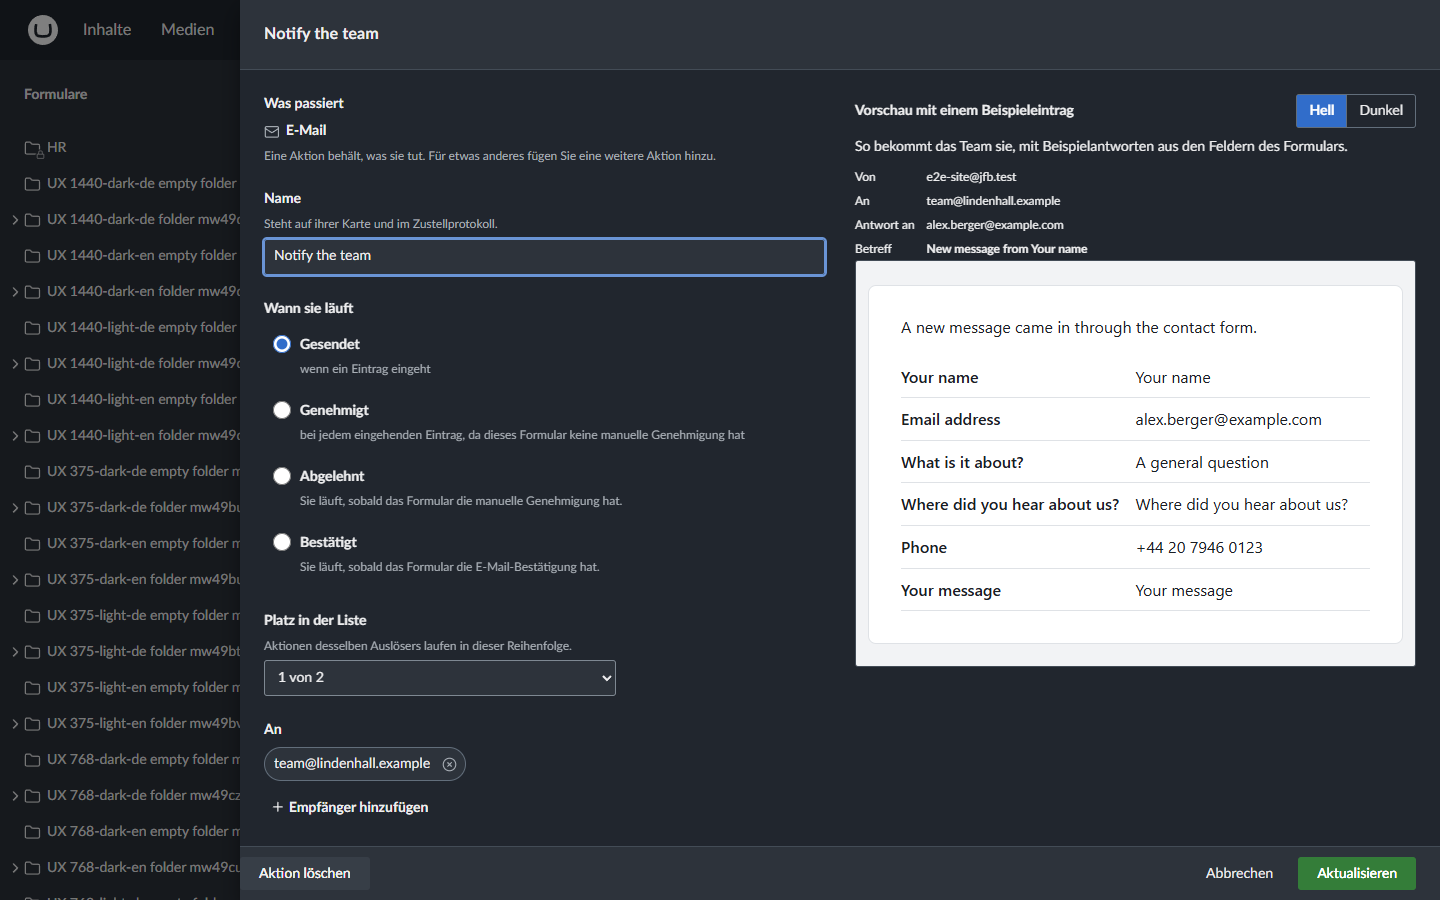 Inhalte
Medien
Formulare
HR
UX 1440-dark-de empty folder
UX 1440-dark-de folder mw49
UX 1440-dark-en empty folder
UX 1440-dark-en folder mw49
UX 1440-light-de empty folder
UX 1440-light-de folder mw49
UX 1440-light-en empty folder
UX 1440-light-en folder mw49
UX 375-dark-de empty folder
UX 375-dark-de folder mw49bu
UX 375-dark-en empty folder
UX 375-dark-en folder mw49bu
UX 375-light-de empty folder
UX 375-light-de folder mw49bt
UX 375-light-en empty folder
UX 375-light-en folder mw49bv
UX 768-dark-de empty folder
UX 768-dark-de folder mw49cz
UX 768-dark-en empty folder
UX 768-dark-en folder mw49cu
Notify the team
Was passiert
E-Mail
Eine Aktion behält, was sie tut. Für etwas anderes fügen Sie eine weitere Aktion hinzu.
Name
Steht auf ihrer Karte und im Zustellprotokoll.
Notify the team
Wann sie läuft
Gesendet
wenn ein Eintrag eingeht
Genehmigt
bei jedem eingehenden Eintrag, da dieses Formular keine manuelle Genehmigung hat
Abgelehnt
Sie läuft, sobald das Formular die manuelle Genehmigung hat.
Bestätigt
Sie läuft, sobald das Formular die E-Mail-Bestätigung hat.
Platz in der Liste
Aktionen desselben Auslösers laufen in dieser Reihenfolge.
1 von 2
An
team@lindenhall.example
Empfänger hinzufügen
Vorschau mit einem Beispieleintrag
Hell
Dunkel
So bekommt das Team sie, mit Beispielantworten aus den Feldern des Formulars.
Von e2e-site@jfb.test
An team@lindenhall.example
Antwort an alex.berger@example.com
Betreff New message from Your name
A new message came in through the contact form.
Your name Your name
Email address alex.berger@example.com
What is it about? A general question
Where did you hear about us? Where did you hear about us?
Phone +44 20 7946 0123
Your message Your message
Aktion löschen
Abbrechen
Aktualisieren